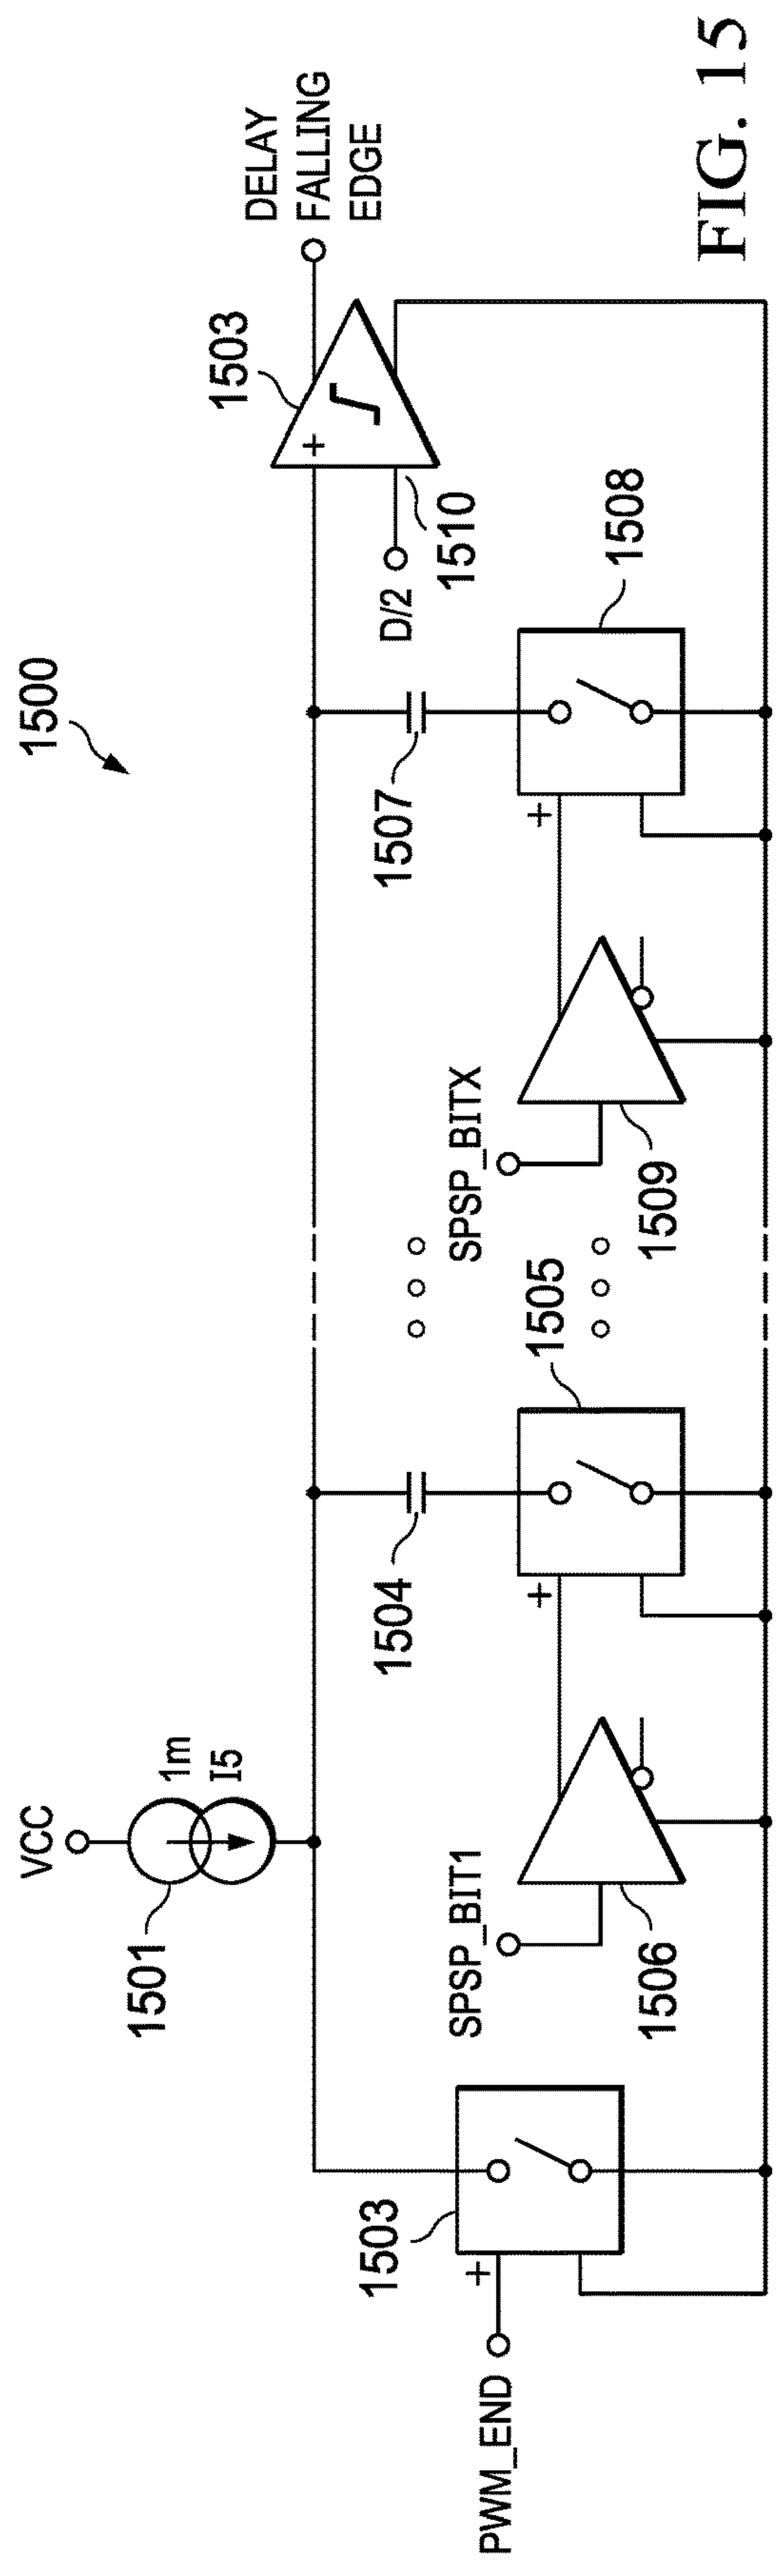 1500
VCC
1501
1m
I5
1503
DELAY
FALLING
EDGE
+
D/2
1510
1504
1507
1505
1508
+
+
SPSP_BIT1
1506
SPSP_BITX
1509
1503
+
PWM_END
FIG. 15